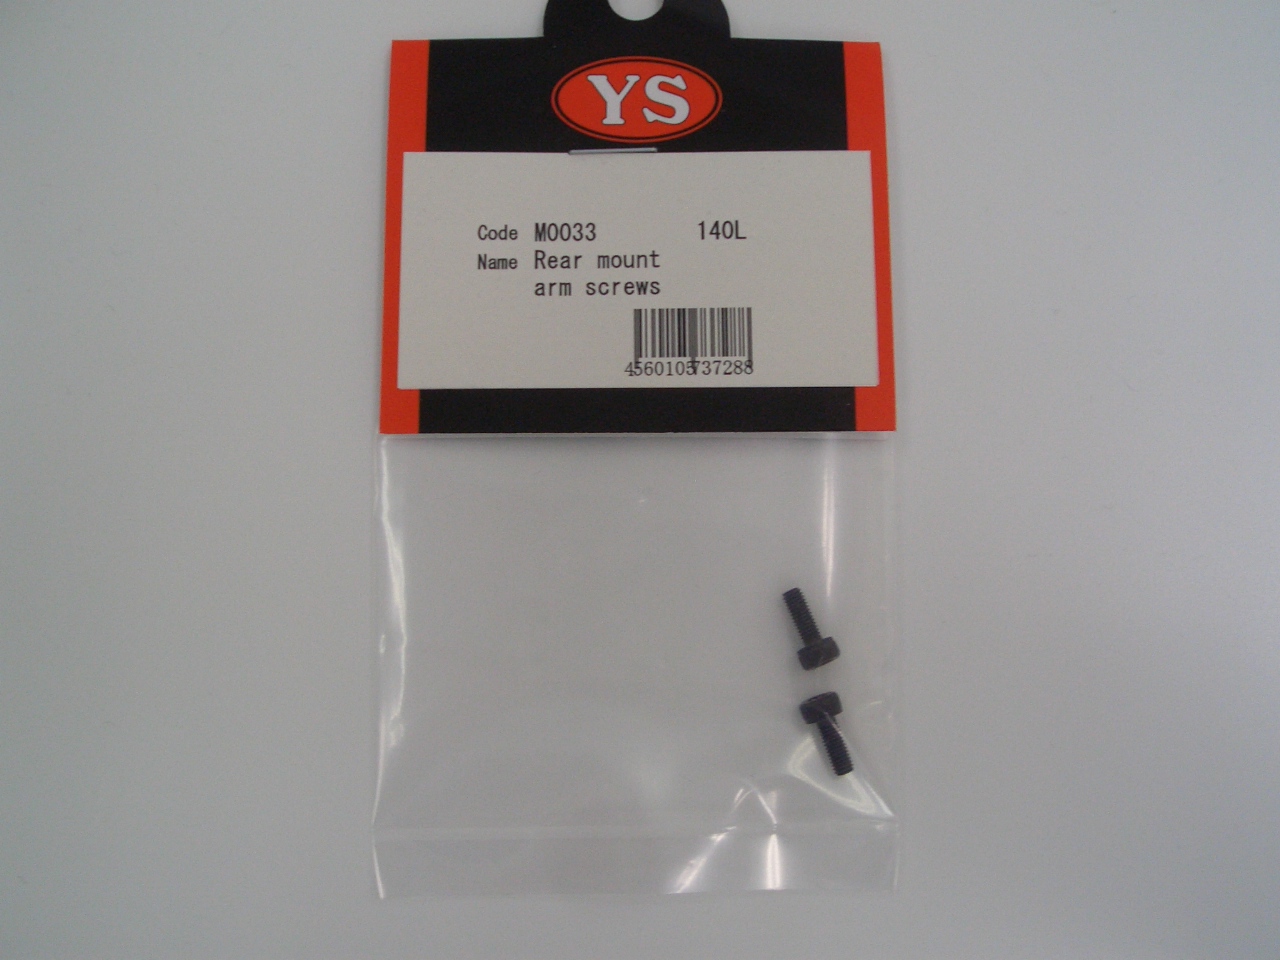 YS
Code M0033 140L
Name Rear mount
arm screws
4560105737288